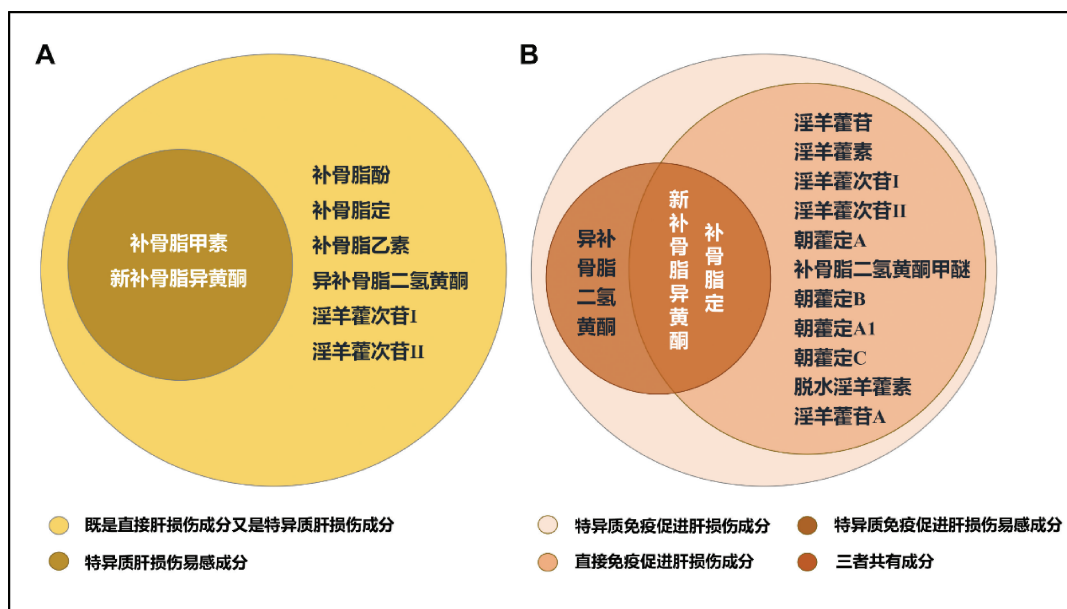 A
补骨脂甲素
新补骨脂异黄酮
补骨脂酚
补骨脂定
补骨脂乙素
异补骨脂二氢黄酮
淫羊藿次苷I
淫羊藿次苷II
既是直接肝损伤成分又是特异质肝损伤成分
特异质肝损伤易感成分
B
异补
骨脂
二氢
黄酮
新补骨脂异黄酮
补骨脂定
淫羊藿苷
淫羊藿素
淫羊藿次苷I
淫羊藿次苷II
朝藿定A
补骨脂二氢黄酮甲醚
朝藿定B
朝藿定A1
朝藿定C
脱水淫羊藿素
淫羊藿苷A
特异质免疫促进肝损伤成分
特异质免疫促进肝损伤易感成分
直接免疫促进肝损伤成分
三者共有成分